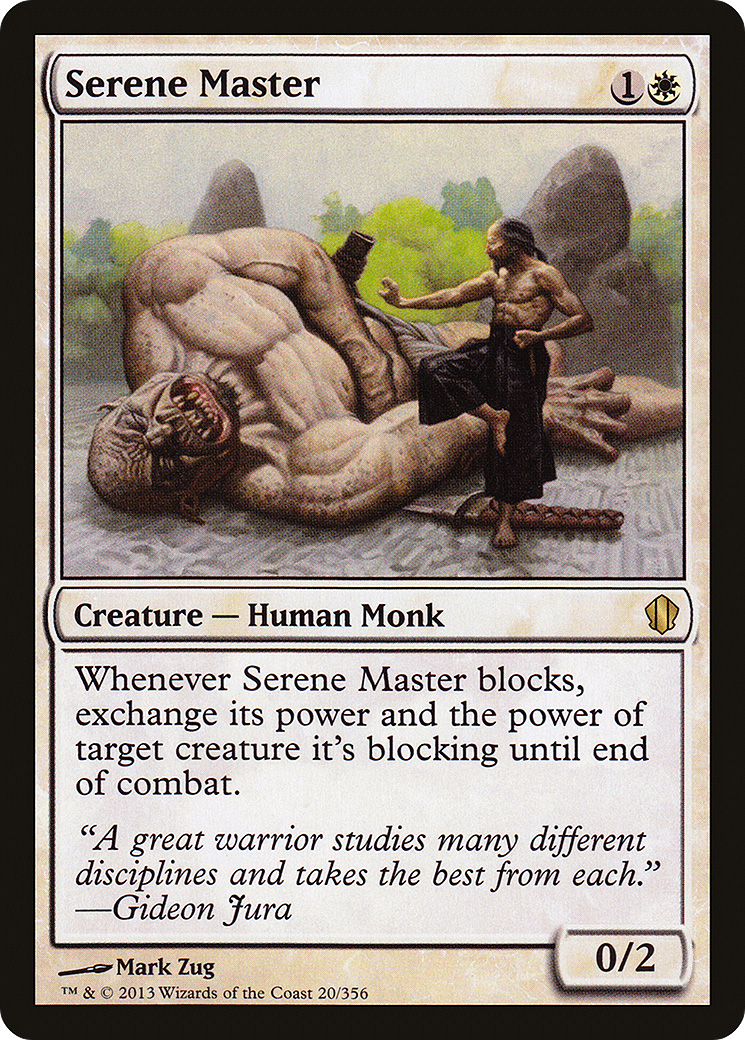 Serene Master 1
Creature — Human Monk
Whenever Serene Master blocks,
exchange its power and the power of
target creature it's blocking until end
of combat.
“A great warrior studies many different
disciplines and takes the best from each.”
—Gideon Jura
0/2
Mark Zug
™ & © 2013 Wizards of the Coast 20/356